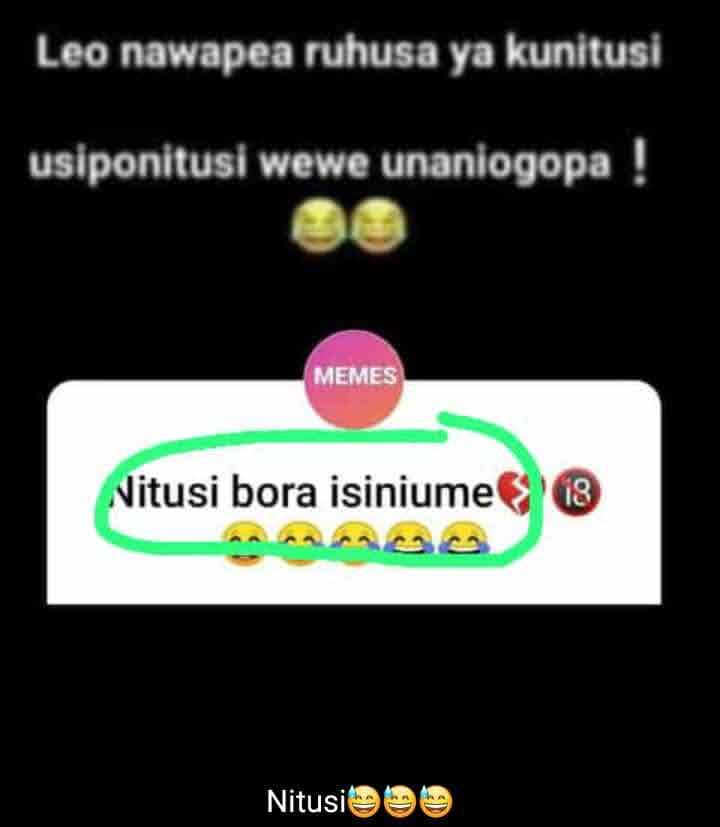 Leo nawapea ruhusa ya kunitusi
usiponitusi wewe unaniogopa !
😂😂
MEMES
Nitusi bora isiniume💔🔞
😂😂😂😂😂
Nitusi😅😅😅